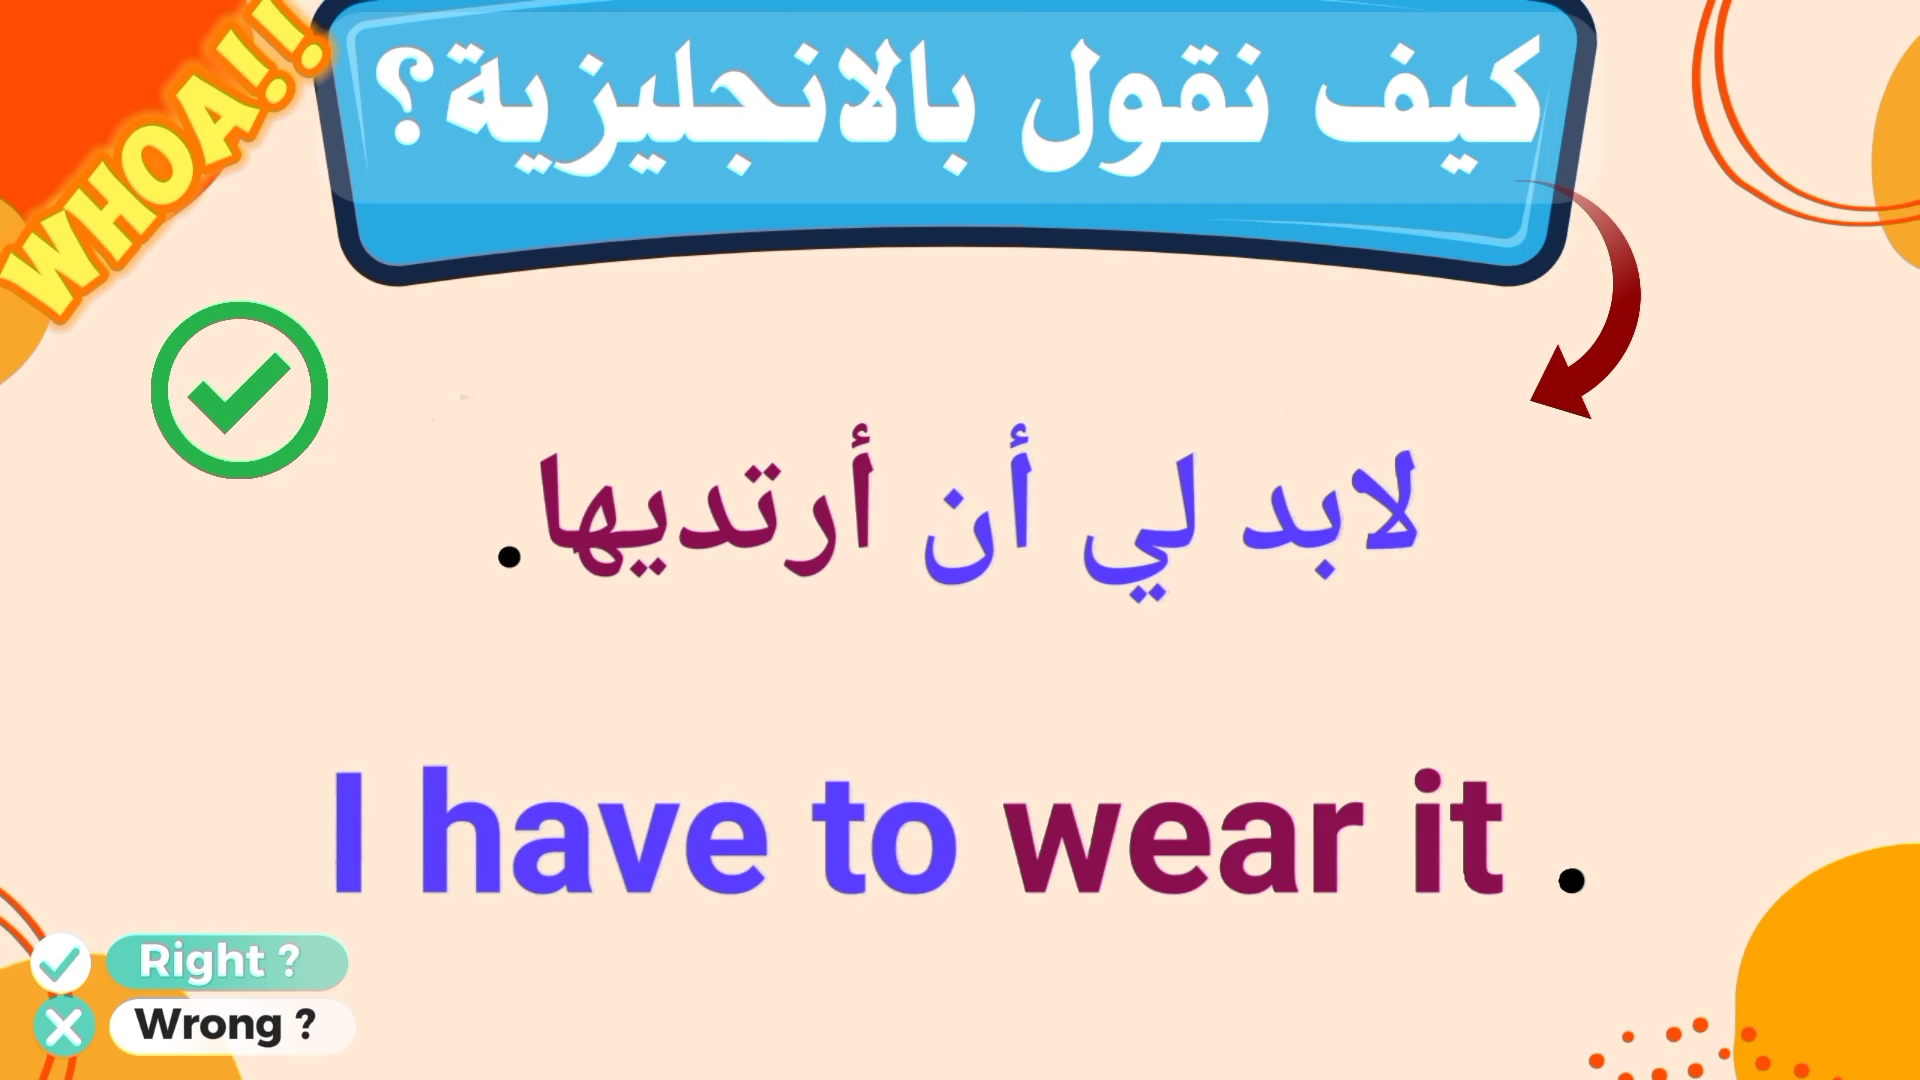 WHOA!!
كيف نقول بالانجليزية؟
لابد لي أن أرتديها.
I have to wear it .
Right ?
Wrong ?